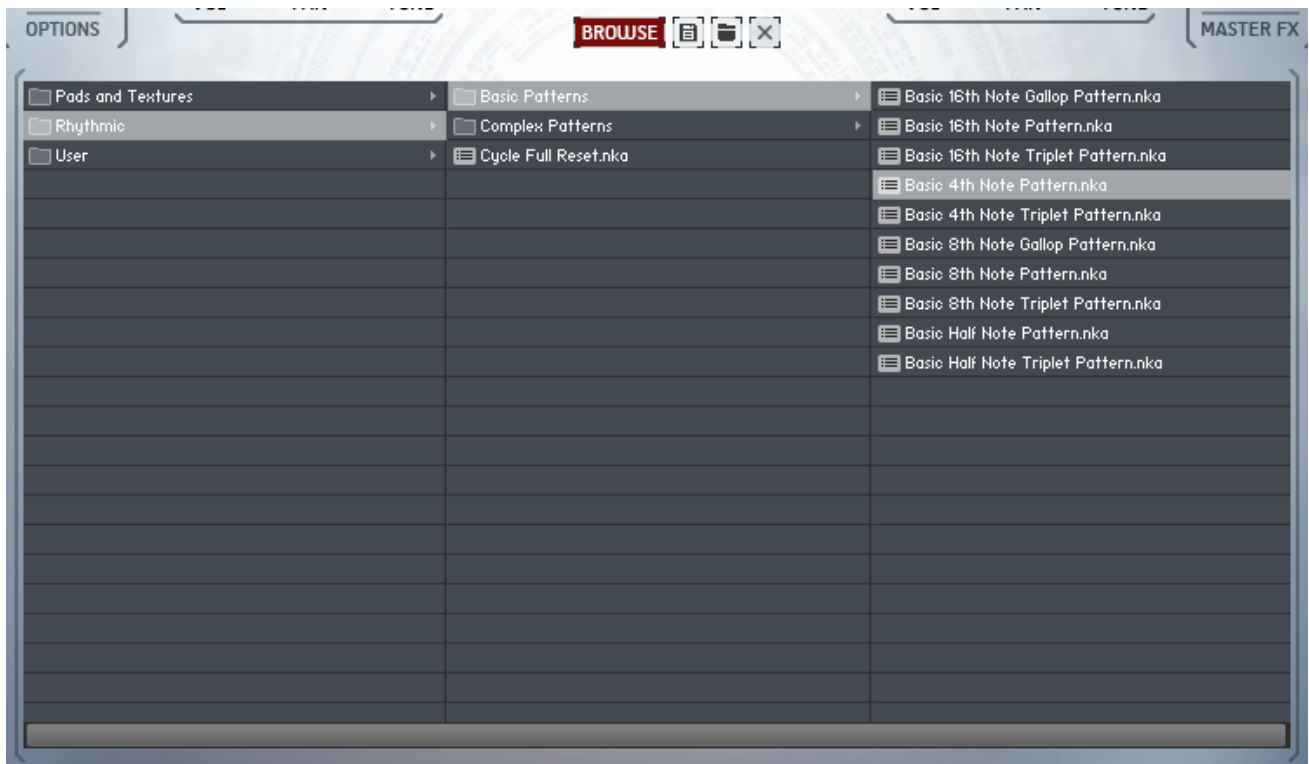 OPTIONS
BROWSE
MASTER FX
Pads and Textures
Rhythmic
User
Basic Patterns
Complex Patterns
Cycle Full Reset.nka
Basic 16th Note Gallop Pattern.nka
Basic 16th Note Pattern.nka
Basic 16th Note Triplet Pattern.nka
Basic 4th Note Pattern.nka
Basic 4th Note Triplet Pattern.nka
Basic 8th Note Gallop Pattern.nka
Basic 8th Note Pattern.nka
Basic 8th Note Triplet Pattern.nka
Basic Half Note Pattern.nka
Basic Half Note Triplet Pattern.nka